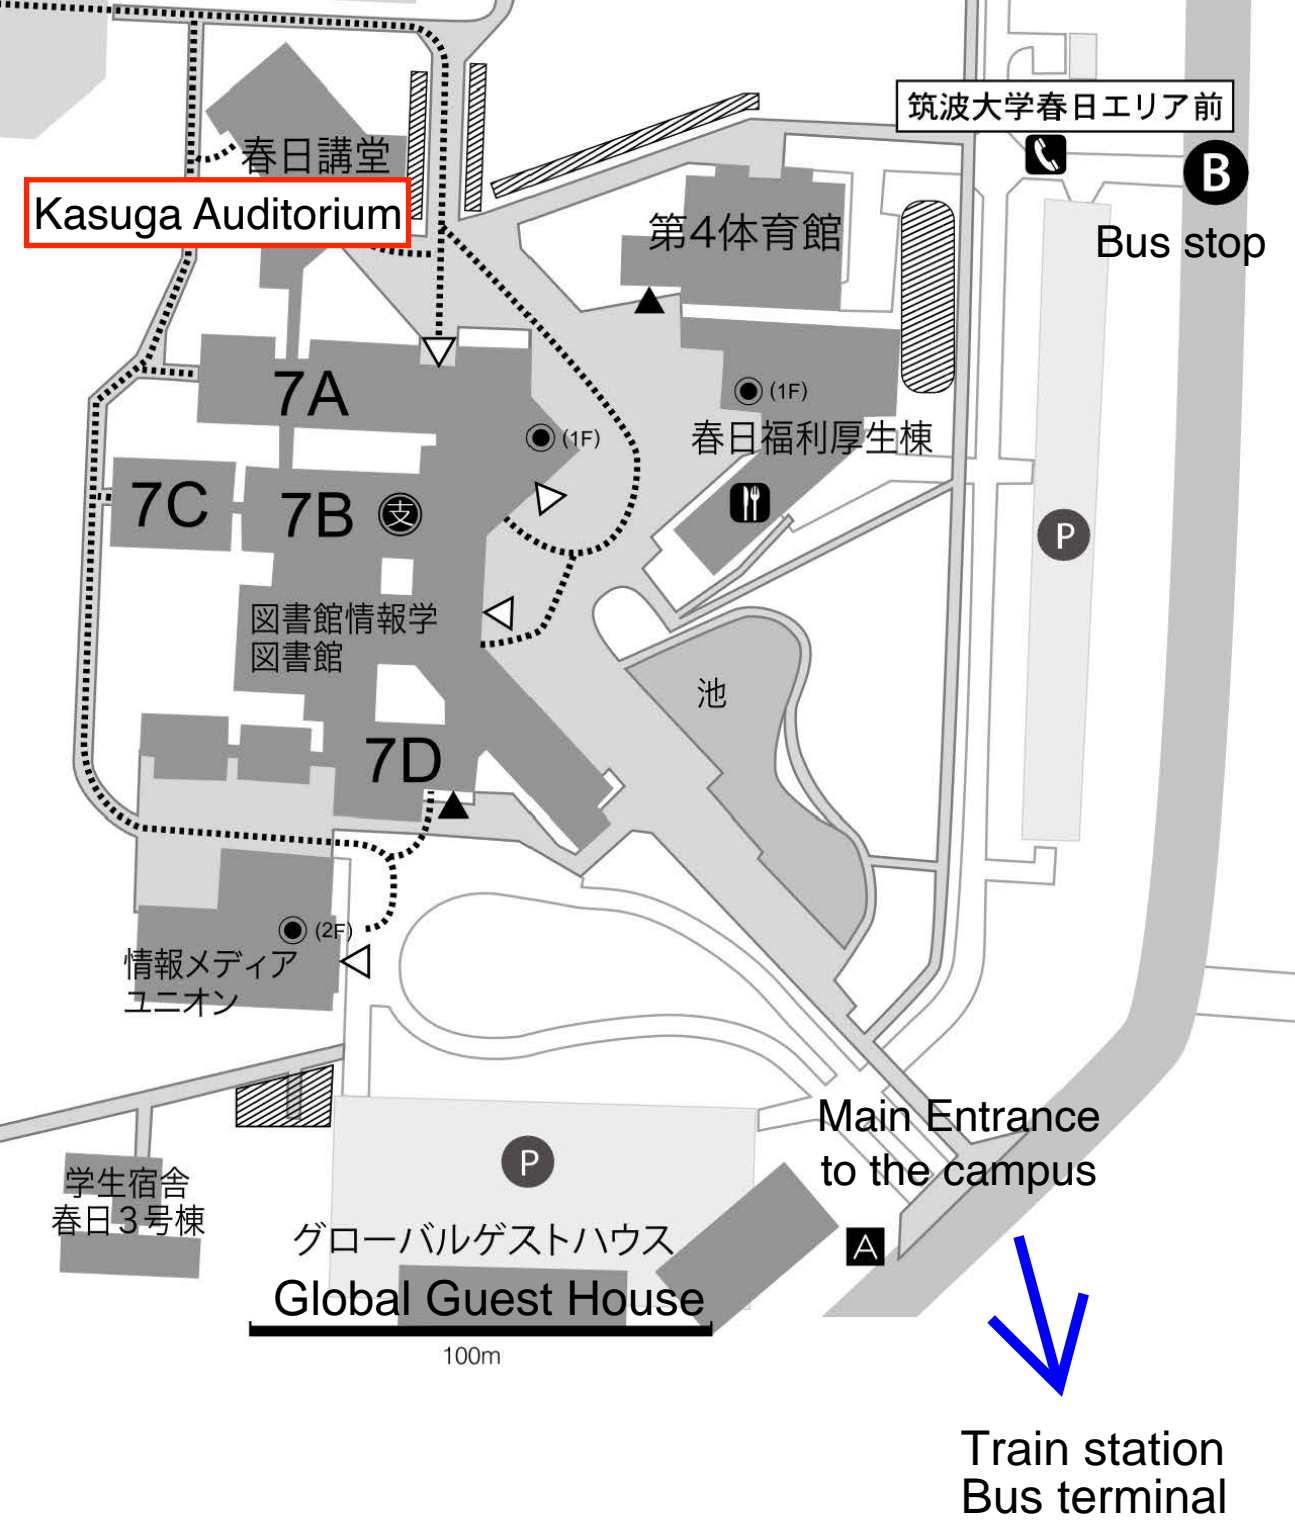 筑波大学春日エリア前
B
Bus stop
春日講堂
Kasuga Auditorium
第4体育館
7A
(1F)
(1F)
春日福利厚生棟
7C
7B
支
P
図書館情報学
図書館
池
7D
(2F)
情報メディア
ユニオン
Main Entrance
to the campus
P
学生宿舎
春日3号棟
グローバルゲストハウス
A
Global Guest House
100m
Train station
Bus terminal